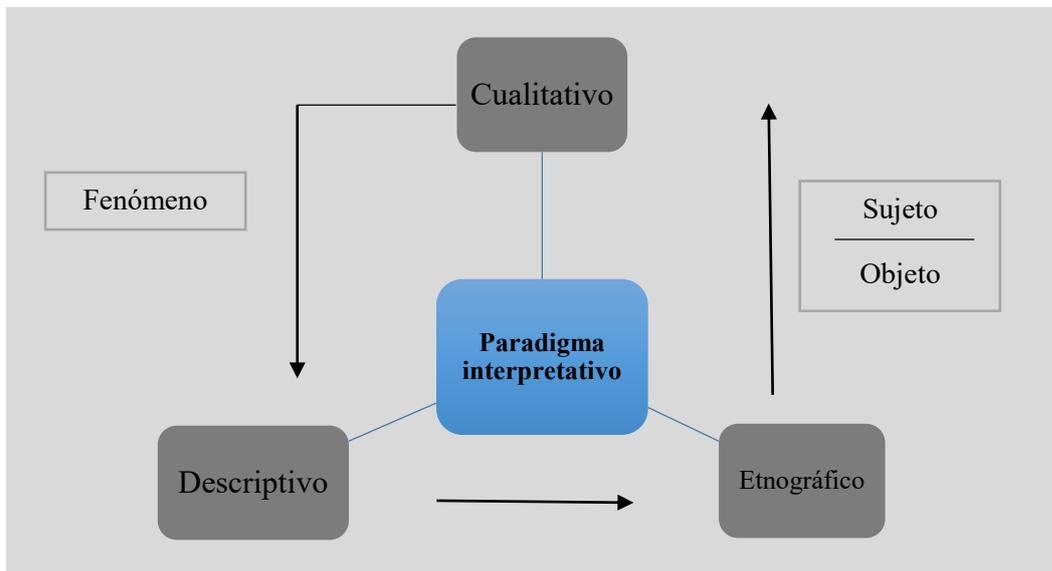 Cualitativo
Fenómeno
Sujeto
Objeto
Paradigma
interpretativo
Descriptivo
Etnográfico